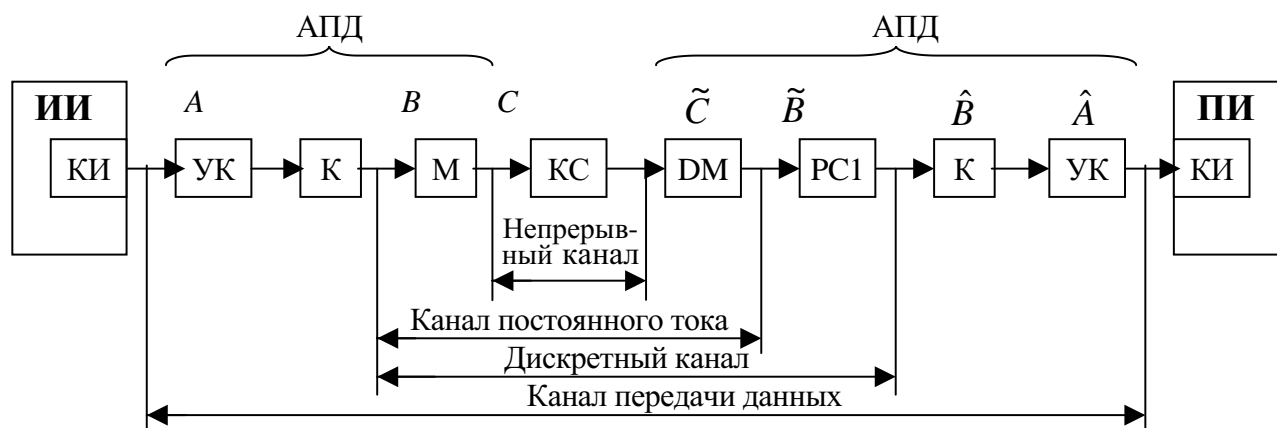 АПД
АПД
ИИ
A
B
C
C̃
B̃
B̂
Â
ПИ
КИ
УК
К
М
КС
DM
РС1
К
УК
КИ
Непрерыв-
ный канал
Канал постоянного тока
Дискретный канал
Канал передачи данных